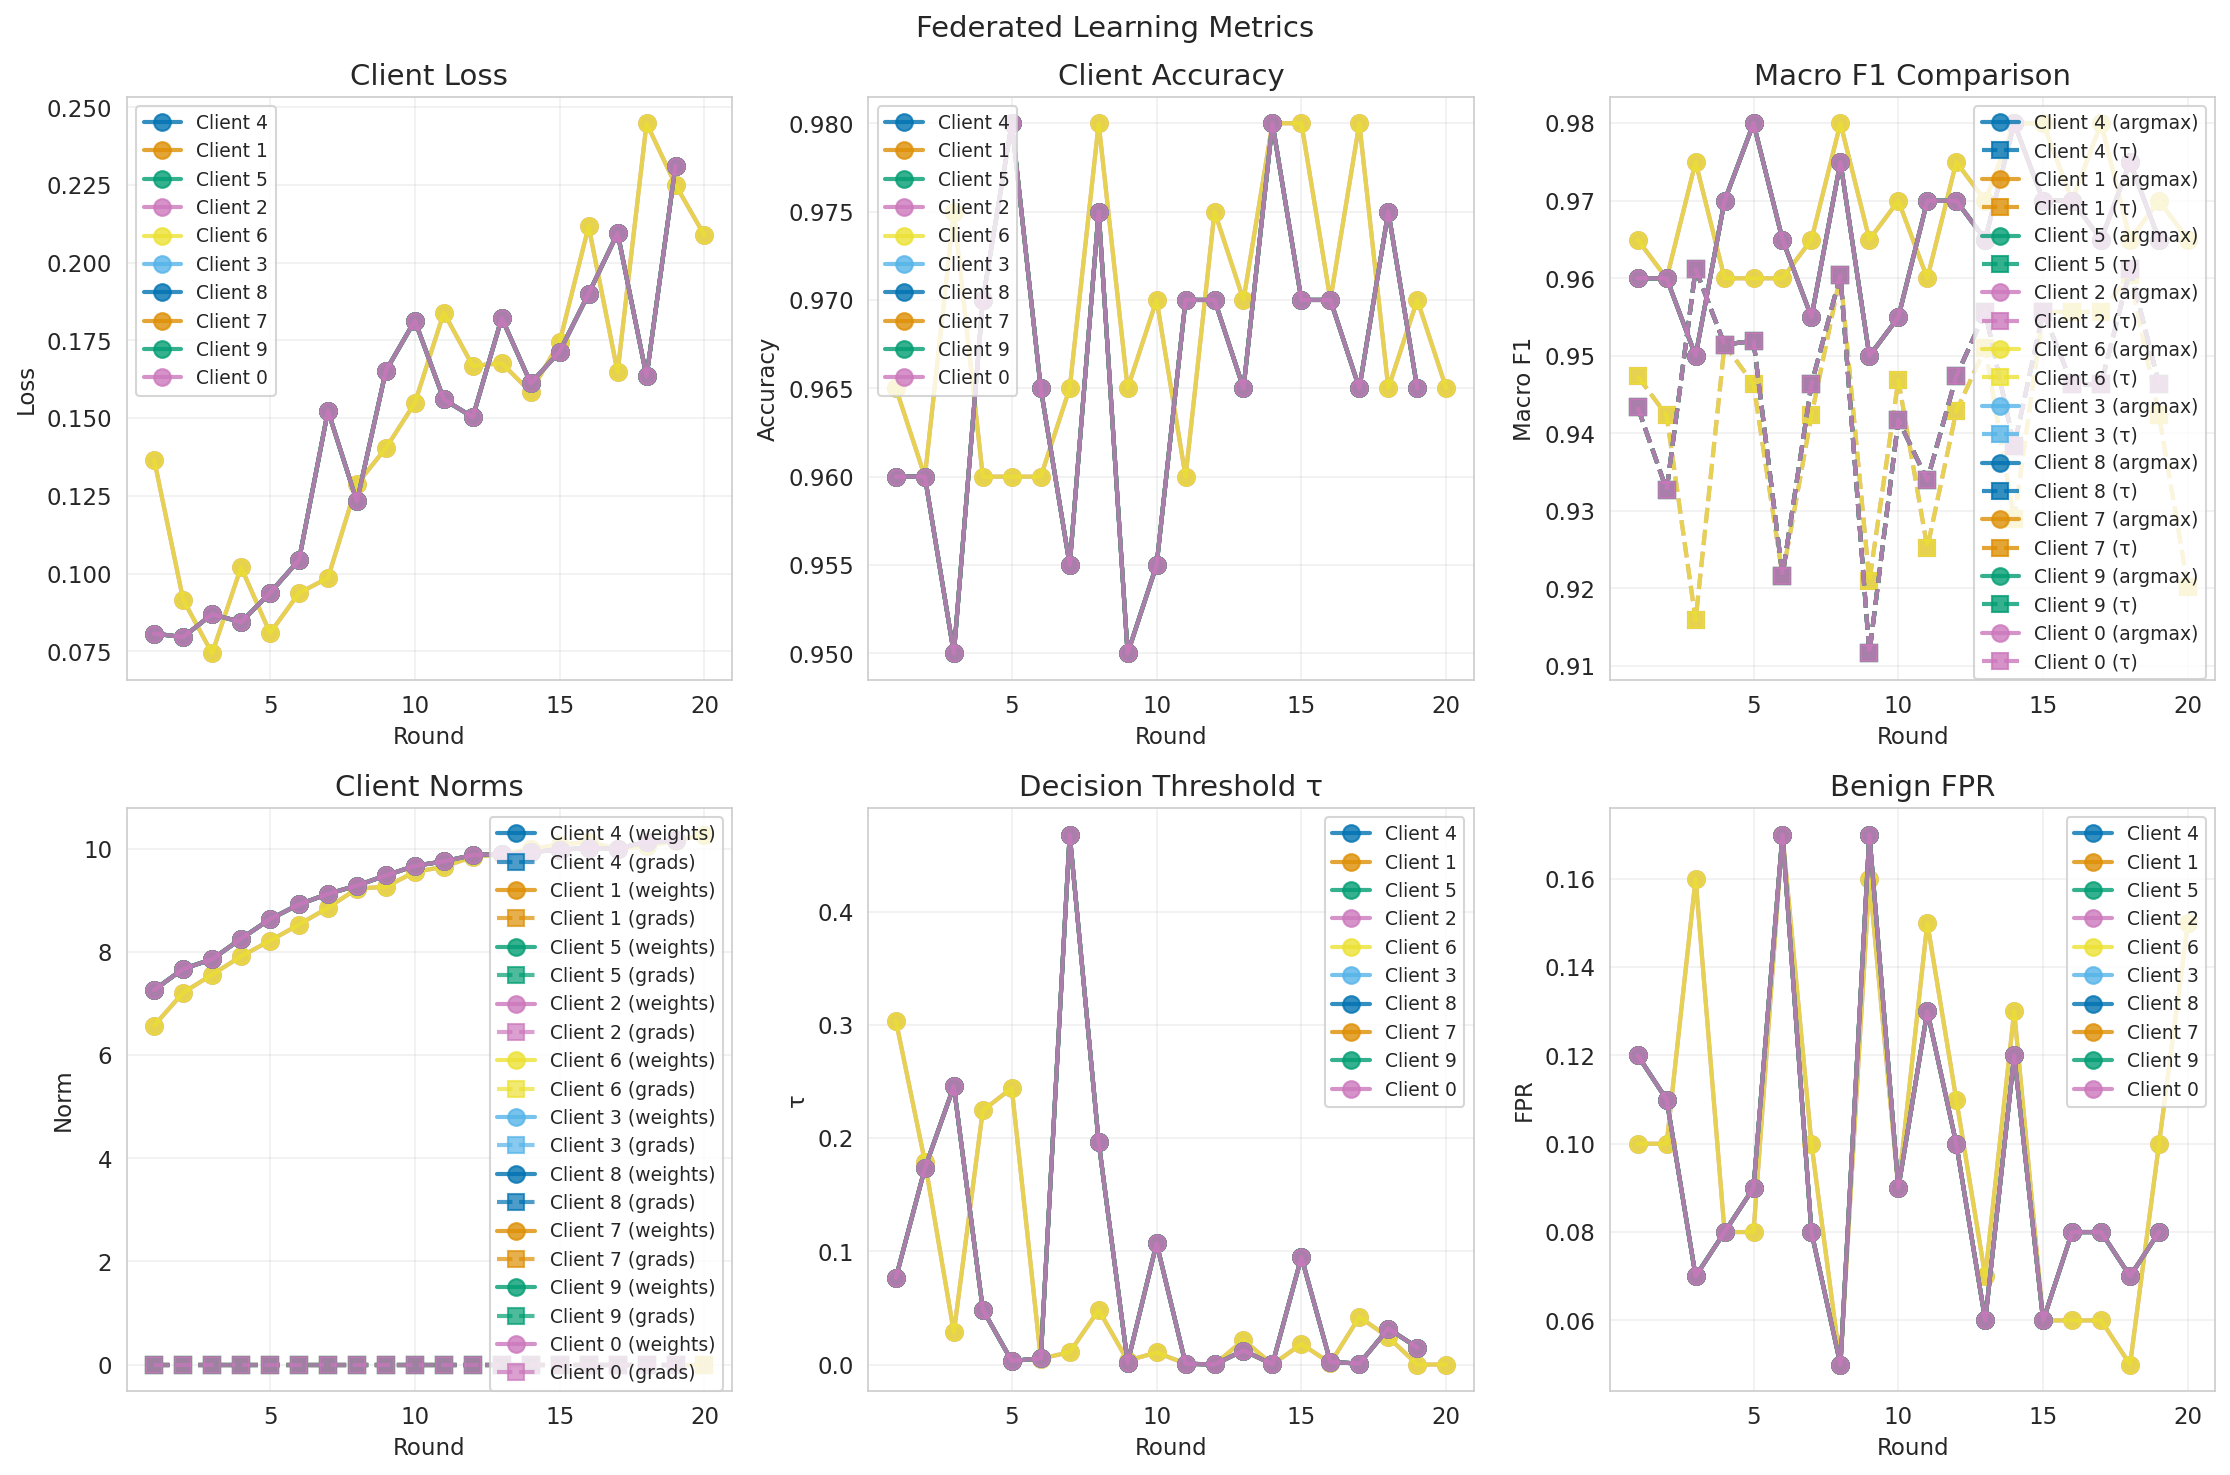 Federated Learning Metrics
Client Loss
0.250
0.225
0.200
0.175
0.150
0.125
0.100
0.075
Loss
5 10 15 20
Round
Client 4
Client 1
Client 5
Client 2
Client 6
Client 3
Client 8
Client 7
Client 9
Client 0
Client Accuracy
0.980
0.975
0.970
0.965
0.960
0.955
0.950
Accuracy
5 10 15 20
Round
Client 4
Client 1
Client 5
Client 2
Client 6
Client 3
Client 8
Client 7
Client 9
Client 0
Macro F1 Comparison
0.98
0.97
0.96
0.95
0.94
0.93
0.92
0.91
Macro F1
5 10 15 20
Round
Client 4 (argmax)
Client 4 (τ)
Client 1 (argmax)
Client 1 (τ)
Client 5 (argmax)
Client 5 (τ)
Client 2 (argmax)
Client 2 (τ)
Client 6 (argmax)
Client 6 (τ)
Client 3 (argmax)
Client 3 (τ)
Client 8 (argmax)
Client 8 (τ)
Client 7 (argmax)
Client 7 (τ)
Client 9 (argmax)
Client 9 (τ)
Client 0 (argmax)
Client 0 (τ)
Client Norms
10
8
6
4
2
0
Norm
5 10 15 20
Round
Client 4 (weights)
Client 4 (grads)
Client 1 (weights)
Client 1 (grads)
Client 5 (weights)
Client 5 (grads)
Client 2 (weights)
Client 2 (grads)
Client 6 (weights)
Client 6 (grads)
Client 3 (weights)
Client 3 (grads)
Client 8 (weights)
Client 8 (grads)
Client 7 (weights)
Client 7 (grads)
Client 9 (weights)
Client 9 (grads)
Client 0 (weights)
Client 0 (grads)
Decision Threshold τ
0.4
0.3
0.2
0.1
0.0
τ
5 10 15 20
Round
Client 4
Client 1
Client 5
Client 2
Client 6
Client 3
Client 8
Client 7
Client 9
Client 0
Benign FPR
0.16
0.14
0.12
0.10
0.08
0.06
FPR
5 10 15 20
Round
Client 4
Client 1
Client 5
Client 2
Client 6
Client 3
Client 8
Client 7
Client 9
Client 0